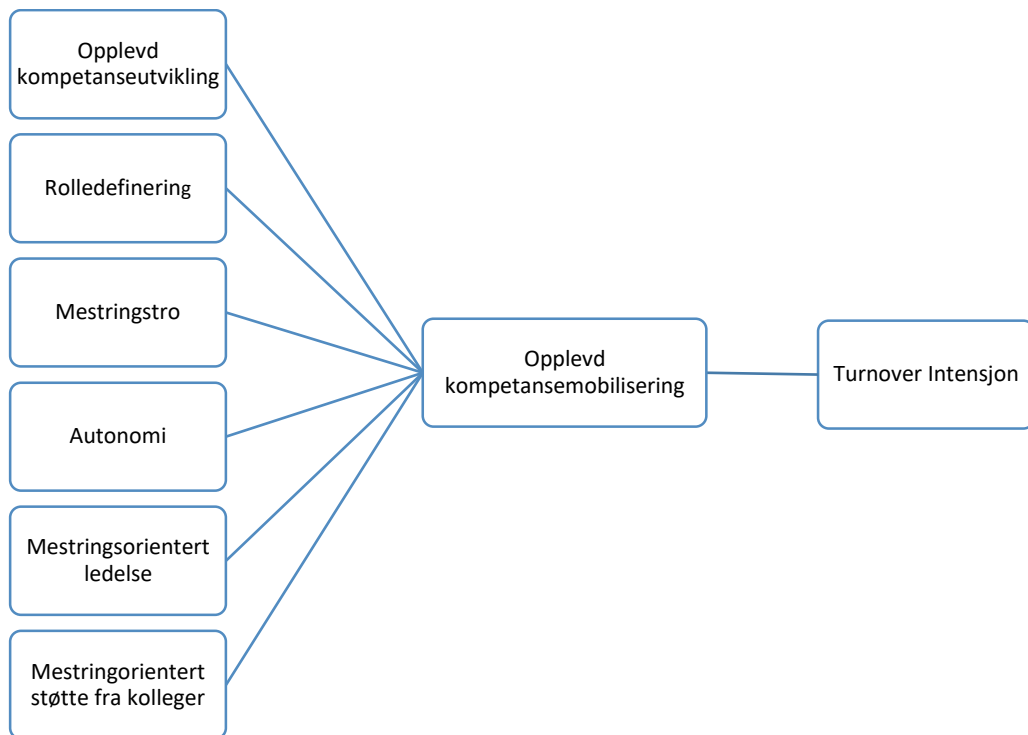 Opplevd
kompetanseutvikling
Rolledefinering
Mestringstro
Autonomi
Mestringsorientert
ledelse
Mestringorientert
støtte fra kolleger
Opplevd
kompetansemobilisering
Turnover Intensjon